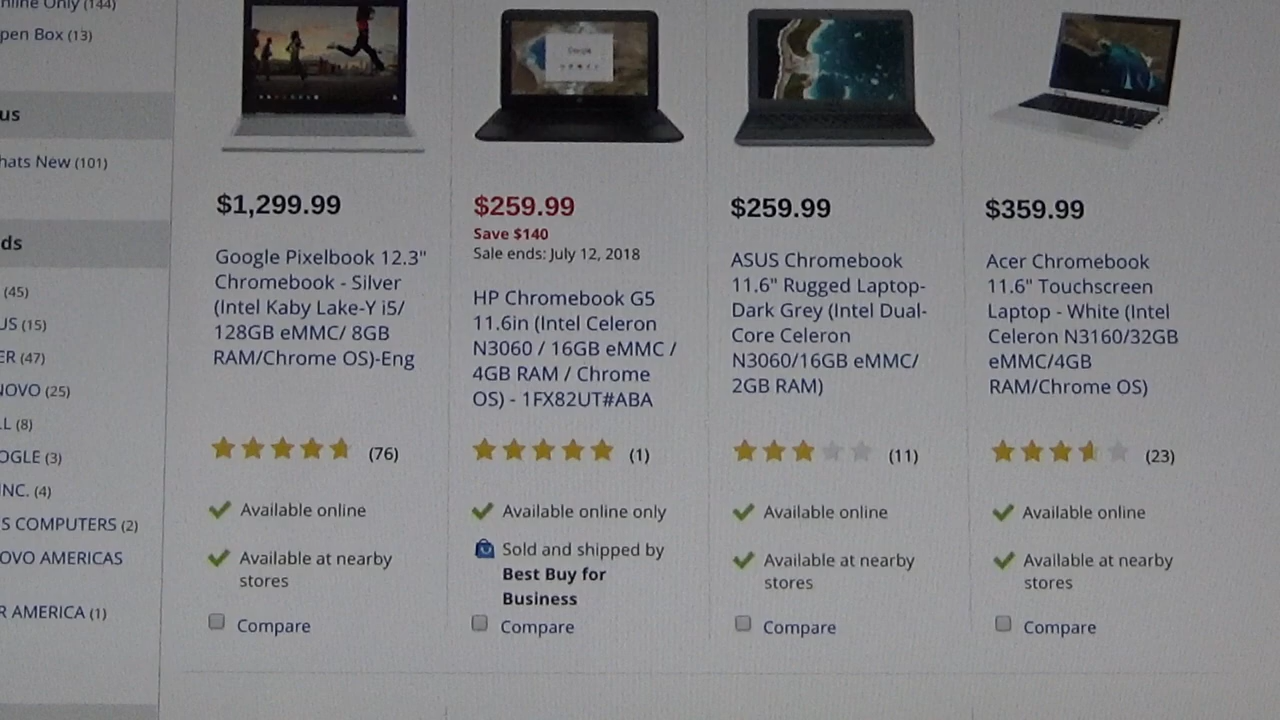 nline Only (144)
pen Box (13)
us
hats New (101)
ds
(45)
US (15)
ER (47)
NOVO (25)
LL (8)
OGLE (3)
INC. (4)
S COMPUTERS (2)
OVO AMERICAS
R AMERICA (1)
$1,299.99
Google Pixelbook 12.3"
Chromebook - Silver
(Intel Kaby Lake-Y i5/
128GB eMMC/ 8GB
RAM/Chrome OS)-Eng
(76)
Available online
Available at nearby
stores
Compare
Google
$259.99
Save $140
Sale ends: July 12, 2018
HP Chromebook G5
11.6in (Intel Celeron
N3060 / 16GB eMMC /
4GB RAM / Chrome
OS) - 1FX82UT#ABA
(1)
Available online only
Sold and shipped by
Best Buy for
Business
Compare
$259.99
ASUS Chromebook
11.6" Rugged Laptop-
Dark Grey (Intel Dual-
Core Celeron
N3060/16GB eMMC/
2GB RAM)
(11)
Available online
Available at nearby
stores
Compare
$359.99
Acer Chromebook
11.6" Touchscreen
Laptop - White (Intel
Celeron N3160/32GB
eMMC/4GB
RAM/Chrome OS)
(23)
Available online
Available at nearby
stores
Compare